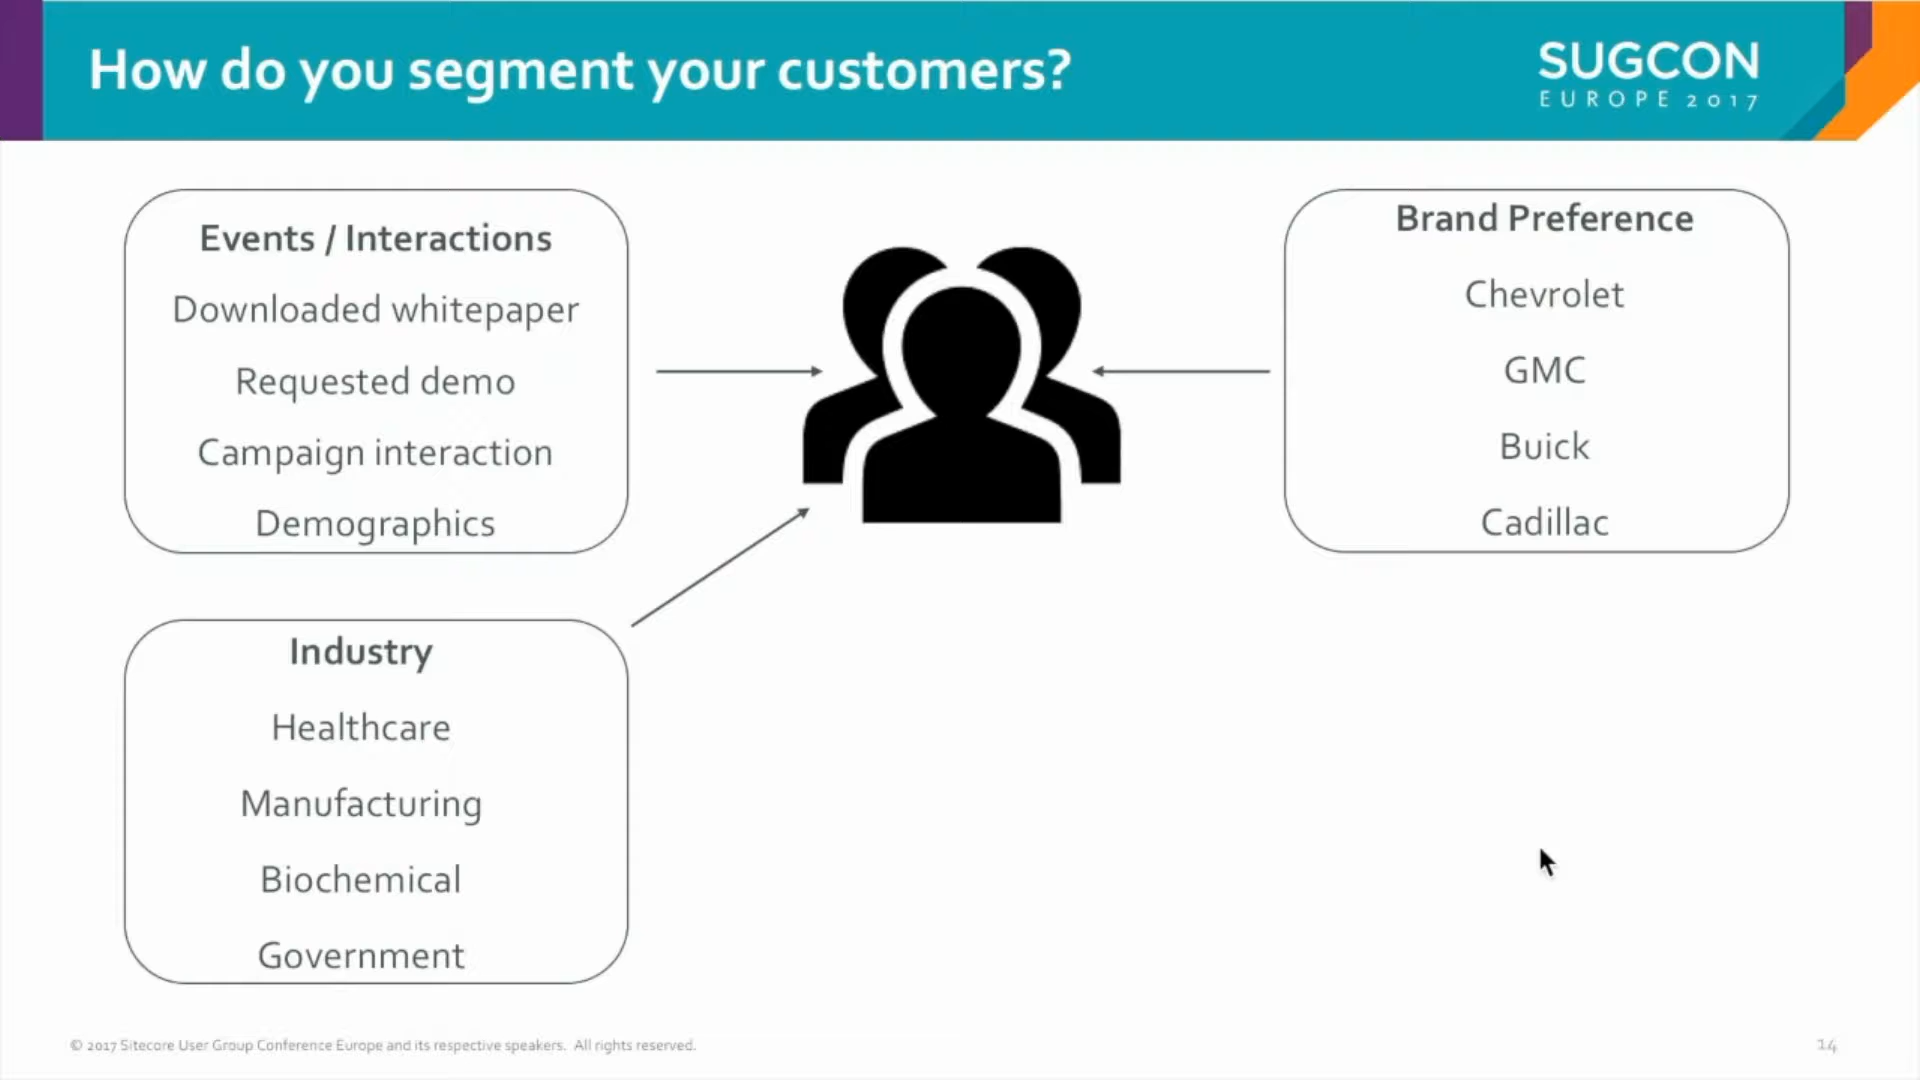 How do you segment your customers?
SUGCON
EUROPE 2017
Events / Interactions
Downloaded whitepaper
Requested demo
Campaign interaction
Demographics
Brand Preference
Chevrolet
GMC
Buick
Cadillac
Industry
Healthcare
Manufacturing
Biochemical
Government
© 2017 Sitecore User Group Conference Europe and its respective speakers. All rights reserved.
14